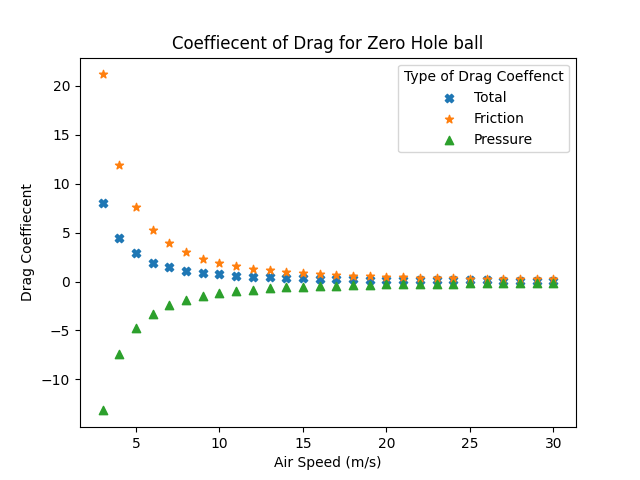 Coeffiecent of Drag for Zero Hole ball
Type of Drag Coeffenct
Total
Friction
Pressure
Drag Coeffiecent
20
15
10
5
0
−5
−10
5
10
15
20
25
30
Air Speed (m/s)